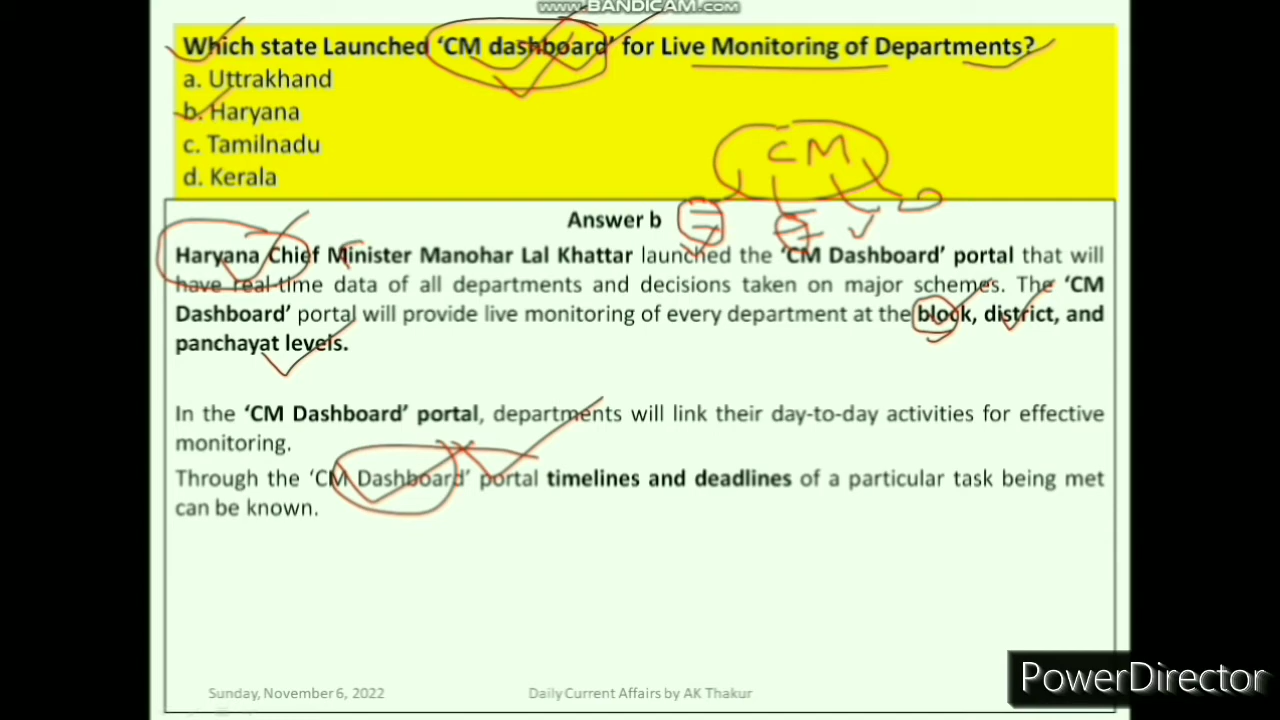 WWW.BANDICAM.COM
Which state Launched ‘CM dashboard’ for Live Monitoring of Departments?
a. Uttrakhand
b. Haryana
c. Tamilnadu
d. Kerala
CM
Answer b
Haryana Chief Minister Manohar Lal Khattar launched the ‘CM Dashboard’ portal that will
have real-time data of all departments and decisions taken on major schemes. The ‘CM
Dashboard’ portal will provide live monitoring of every department at the block, district, and
panchayat levels.
In the ‘CM Dashboard’ portal, departments will link their day-to-day activities for effective
monitoring.
Through the ‘CM Dashboard’ portal timelines and deadlines of a particular task being met
can be known.
Sunday, November 6, 2022
Daily Current Affairs by AK Thakur
PowerDirector